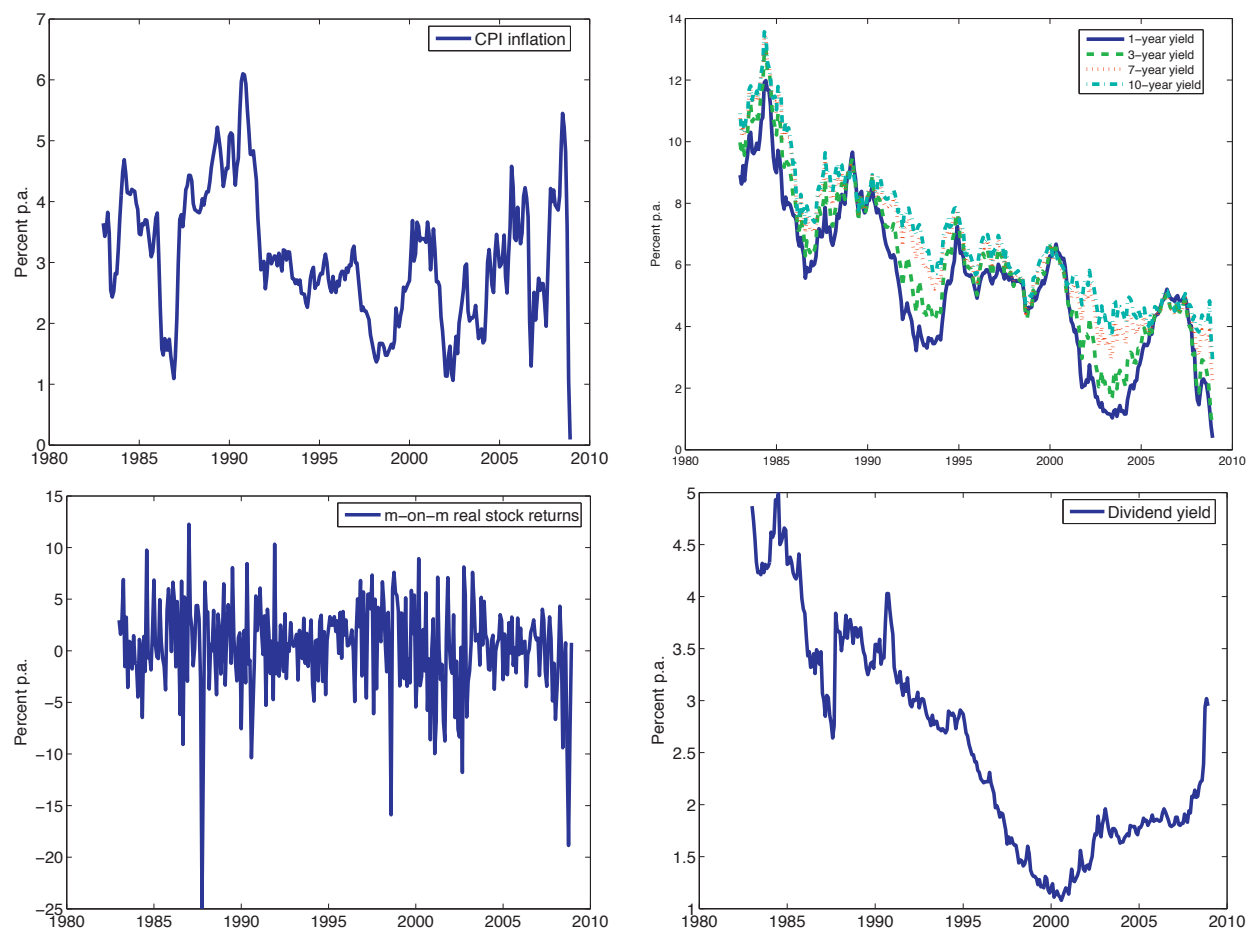 CPI inflation
Percent p.a.
7
6
5
4
3
2
1
0
1980 1985 1990 1995 2000 2005 2010
1−year yield
3−year yield
7−year yield
10−year yield
Percent p.a.
14
12
10
8
6
4
2
0
1980 1985 1990 1995 2000 2005 2010
m−on−m real stock returns
Percent p.a.
15
10
5
0
−5
−10
−15
−20
−25
1980 1985 1990 1995 2000 2005 2010
Dividend yield
Percent p.a.
5
4.5
4
3.5
3
2.5
2
1.5
1
1980 1985 1990 1995 2000 2005 2010